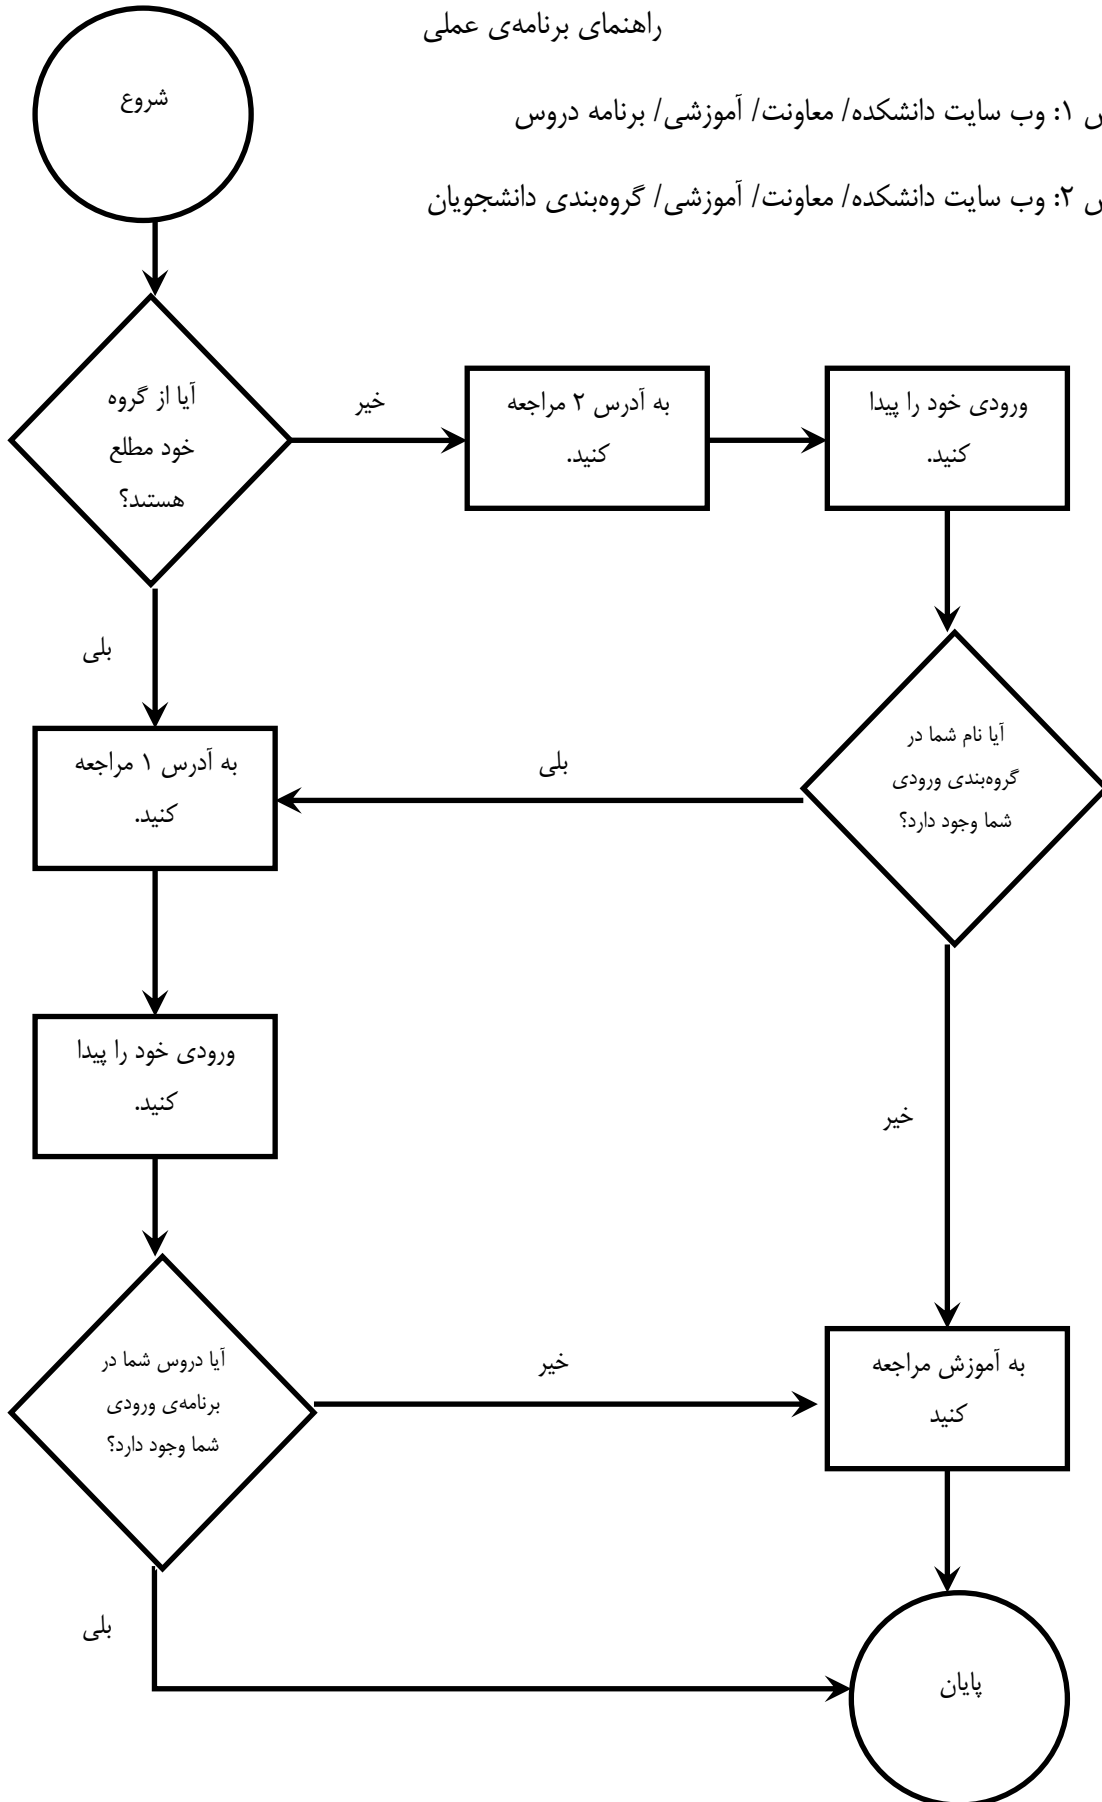 راهنمای برنامه‌ی عملی
س ۱: وب سایت دانشکده/ معاونت/ آموزشی/ برنامه دروس
س ۲: وب سایت دانشکده/ معاونت/ آموزشی/ گروه‌بندی دانشجویان
شروع
آیا از گروه
خود مطلع
هستند؟
خیر
به آدرس ۲ مراجعه
کنید.
ورودی خود را پیدا
کنید.
بلی
آیا نام شما در
گروه‌بندی ورودی
شما وجود دارد؟
بلی
به آدرس ۱ مراجعه
کنید.
ورودی خود را پیدا
کنید.
خیر
آیا دروس شما در
برنامه‌ی ورودی
شما وجود دارد؟
خیر
به آموزش مراجعه
کنید
بلی
پایان